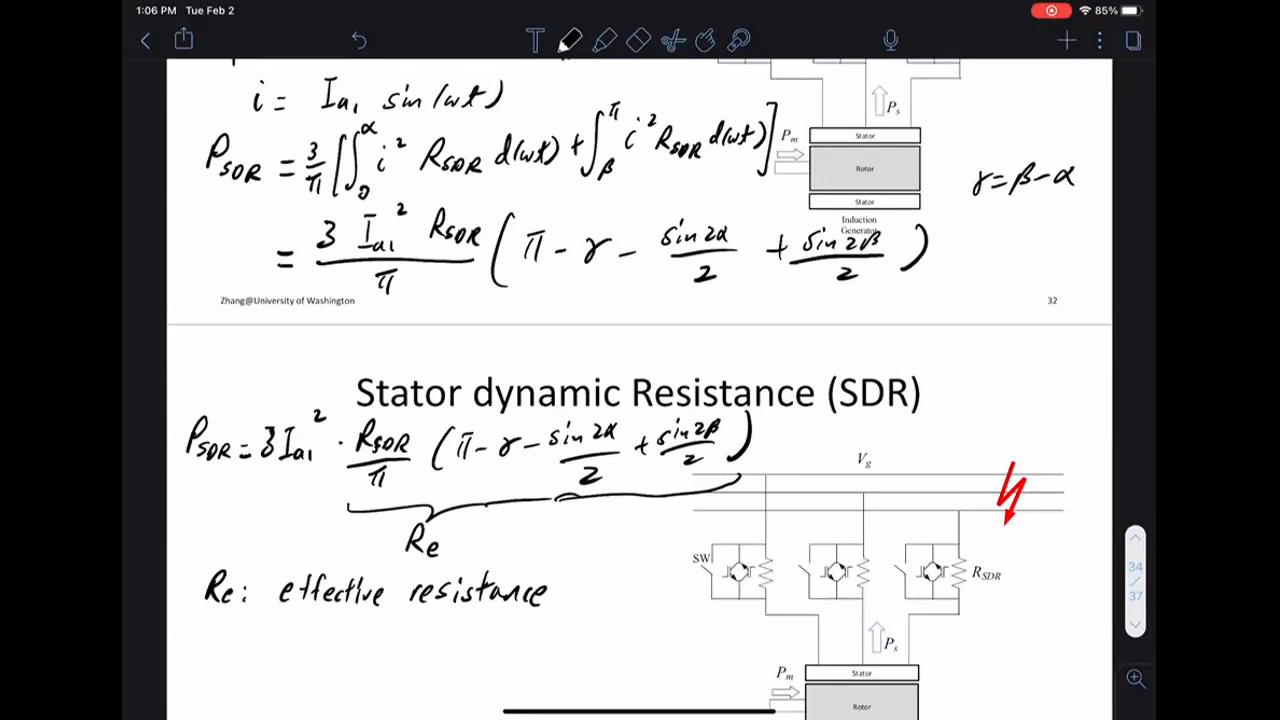 1:06 PM Tue Feb 2
85%
i = Ia1 sin(ωt)
PSDR = 3/π [∫0^α i² RSDR d(ωt) + ∫β^π i² RSDR d(ωt)]
Ps
Pm
Stator
Rotor
Stator
Induction
Generator
γ = β - α
= 3 Ia1² RSDR / π (π - γ - sin2α/2 + sin2β/2)
Zhang@University of Washington
32
Stator dynamic Resistance (SDR)
PSDR = 3Ia1² · RSDR/π (π - γ - sin2α/2 + sin2β/2)
Re
Vg
SW
RSDR
Re: effective resistance
Ps
Pm
Stator
Rotor
34
/
37